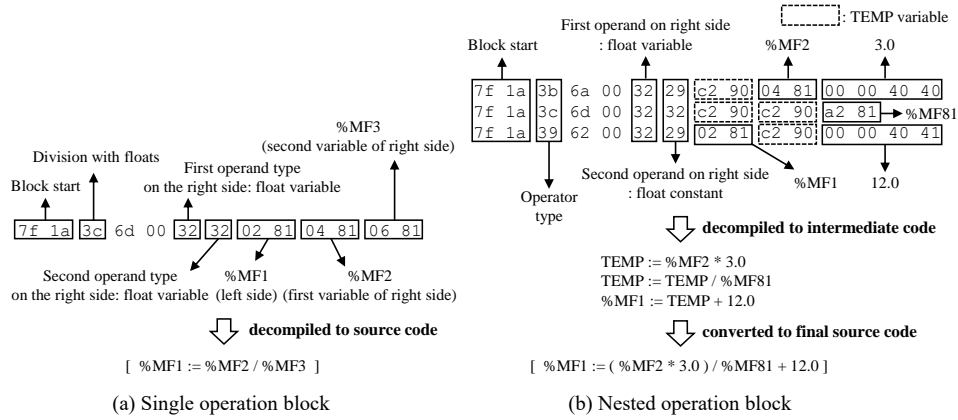 Division with floats
Block start
First operand type
on the right side: float variable
%MF3
(second variable of right side)
7f 1a 3c 6d 00 32 32 02 81 04 81 06 81
Second operand type
on the right side: float variable
%MF1
(left side)
%MF2
(first variable of right side)
decompiled to source code
[ %MF1 := %MF2 / %MF3 ]
(a) Single operation block
: TEMP variable
Block start
First operand on right side
: float variable
%MF2
3.0
7f 1a 3b 6a 00 32 29 c2 90 04 81 00 00 40 40
7f 1a 3c 6d 00 32 32 c2 90 c2 90 a2 81
%MF81
7f 1a 39 62 00 32 29 02 81 c2 90 00 00 40 41
Operator
type
Second operand on right side
: float constant
%MF1
12.0
decompiled to intermediate code
TEMP := %MF2 * 3.0
TEMP := TEMP / %MF81
%MF1 := TEMP + 12.0
converted to final source code
[ %MF1 := ( %MF2 * 3.0 ) / %MF81 + 12.0 ]
(b) Nested operation block